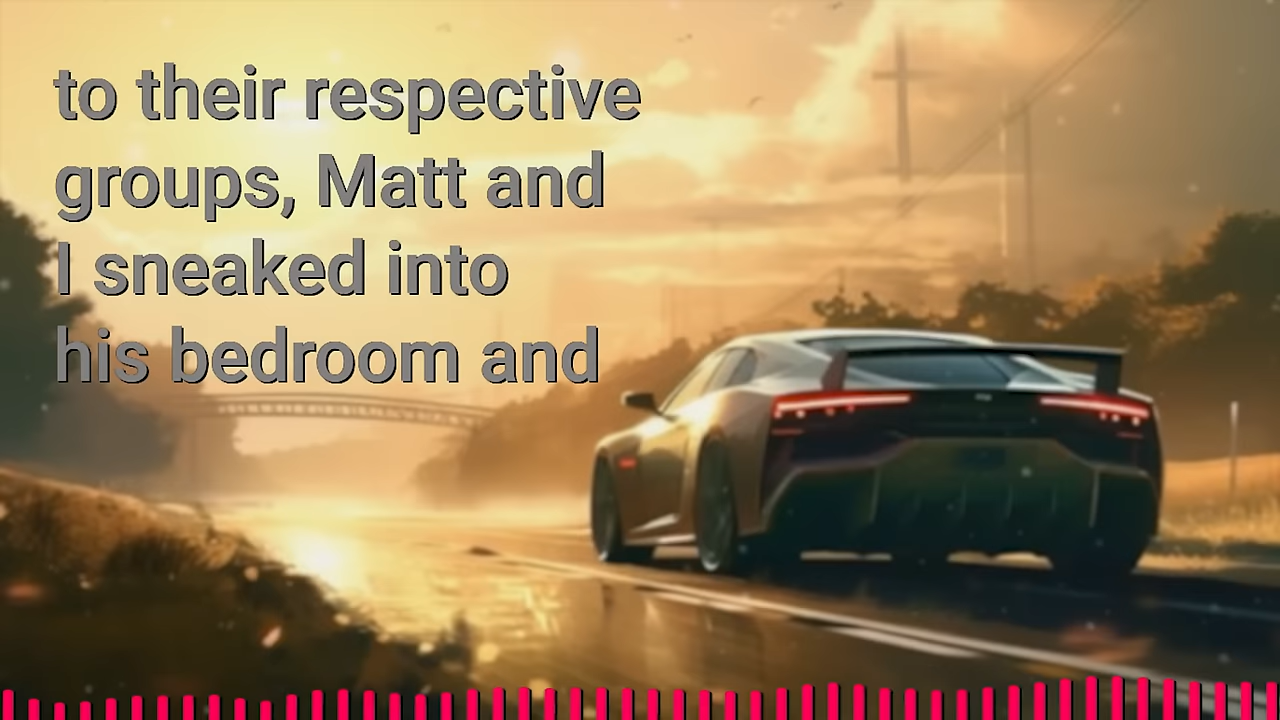 to their respective
groups, Matt and
I sneaked into
his bedroom and